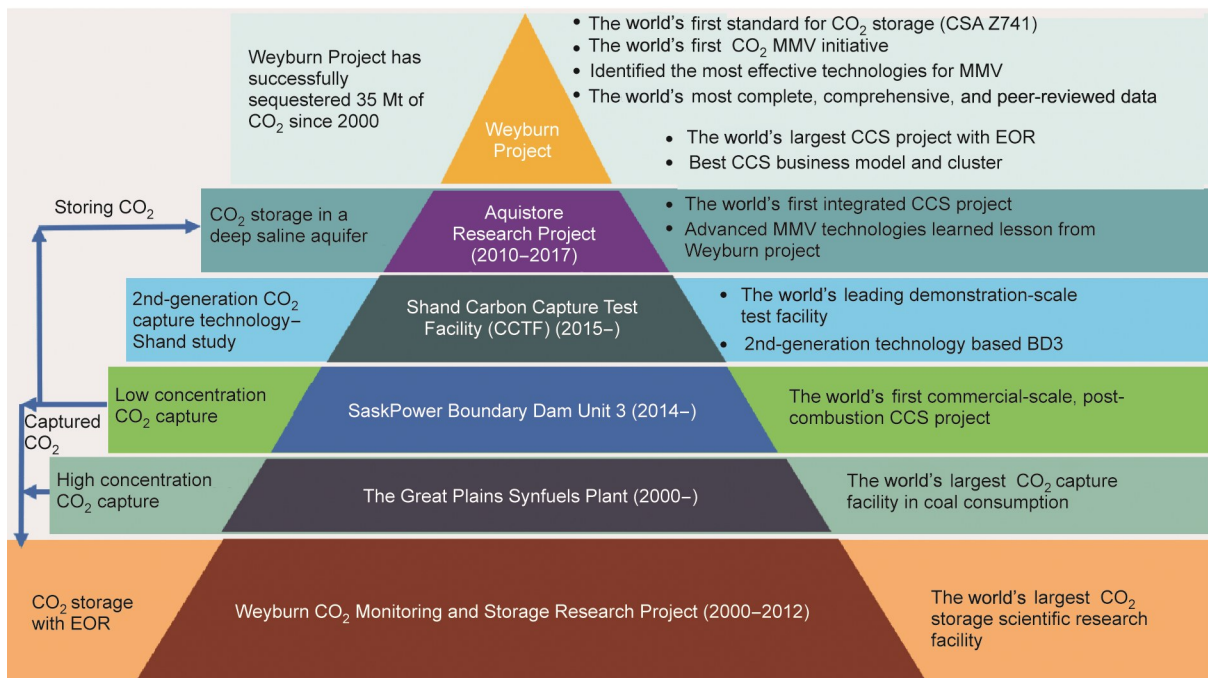 Weyburn Project has
successfully
sequestered 35 Mt of
CO₂ since 2000
Weyburn
Project
• The world's first standard for CO₂ storage (CSA Z741)
• The world's first CO₂ MMV initiative
• Identified the most effective technologies for MMV
• The world's most complete, comprehensive, and peer-reviewed data
• The world's largest CCS project with EOR
• Best CCS business model and cluster
Storing CO₂
CO₂ storage in a
deep saline aquifer
Aquistore
Research Project
(2010–2017)
• The world's first integrated CCS project
• Advanced MMV technologies learned lesson from
Weyburn project
2nd-generation CO₂
capture technology–
Shand study
Shand Carbon Capture Test
Facility (CCTF) (2015–)
• The world's leading demonstration-scale
test facility
• 2nd-generation technology based BD3
Captured
CO₂
Low concentration
CO₂ capture
SaskPower Boundary Dam Unit 3 (2014–)
The world's first commercial-scale, post-
combustion CCS project
High concentration
CO₂ capture
The Great Plains Synfuels Plant (2000–)
The world's largest CO₂ capture
facility in coal consumption
CO₂ storage
with EOR
Weyburn CO₂ Monitoring and Storage Research Project (2000–2012)
The world's largest CO₂
storage scientific research
facility